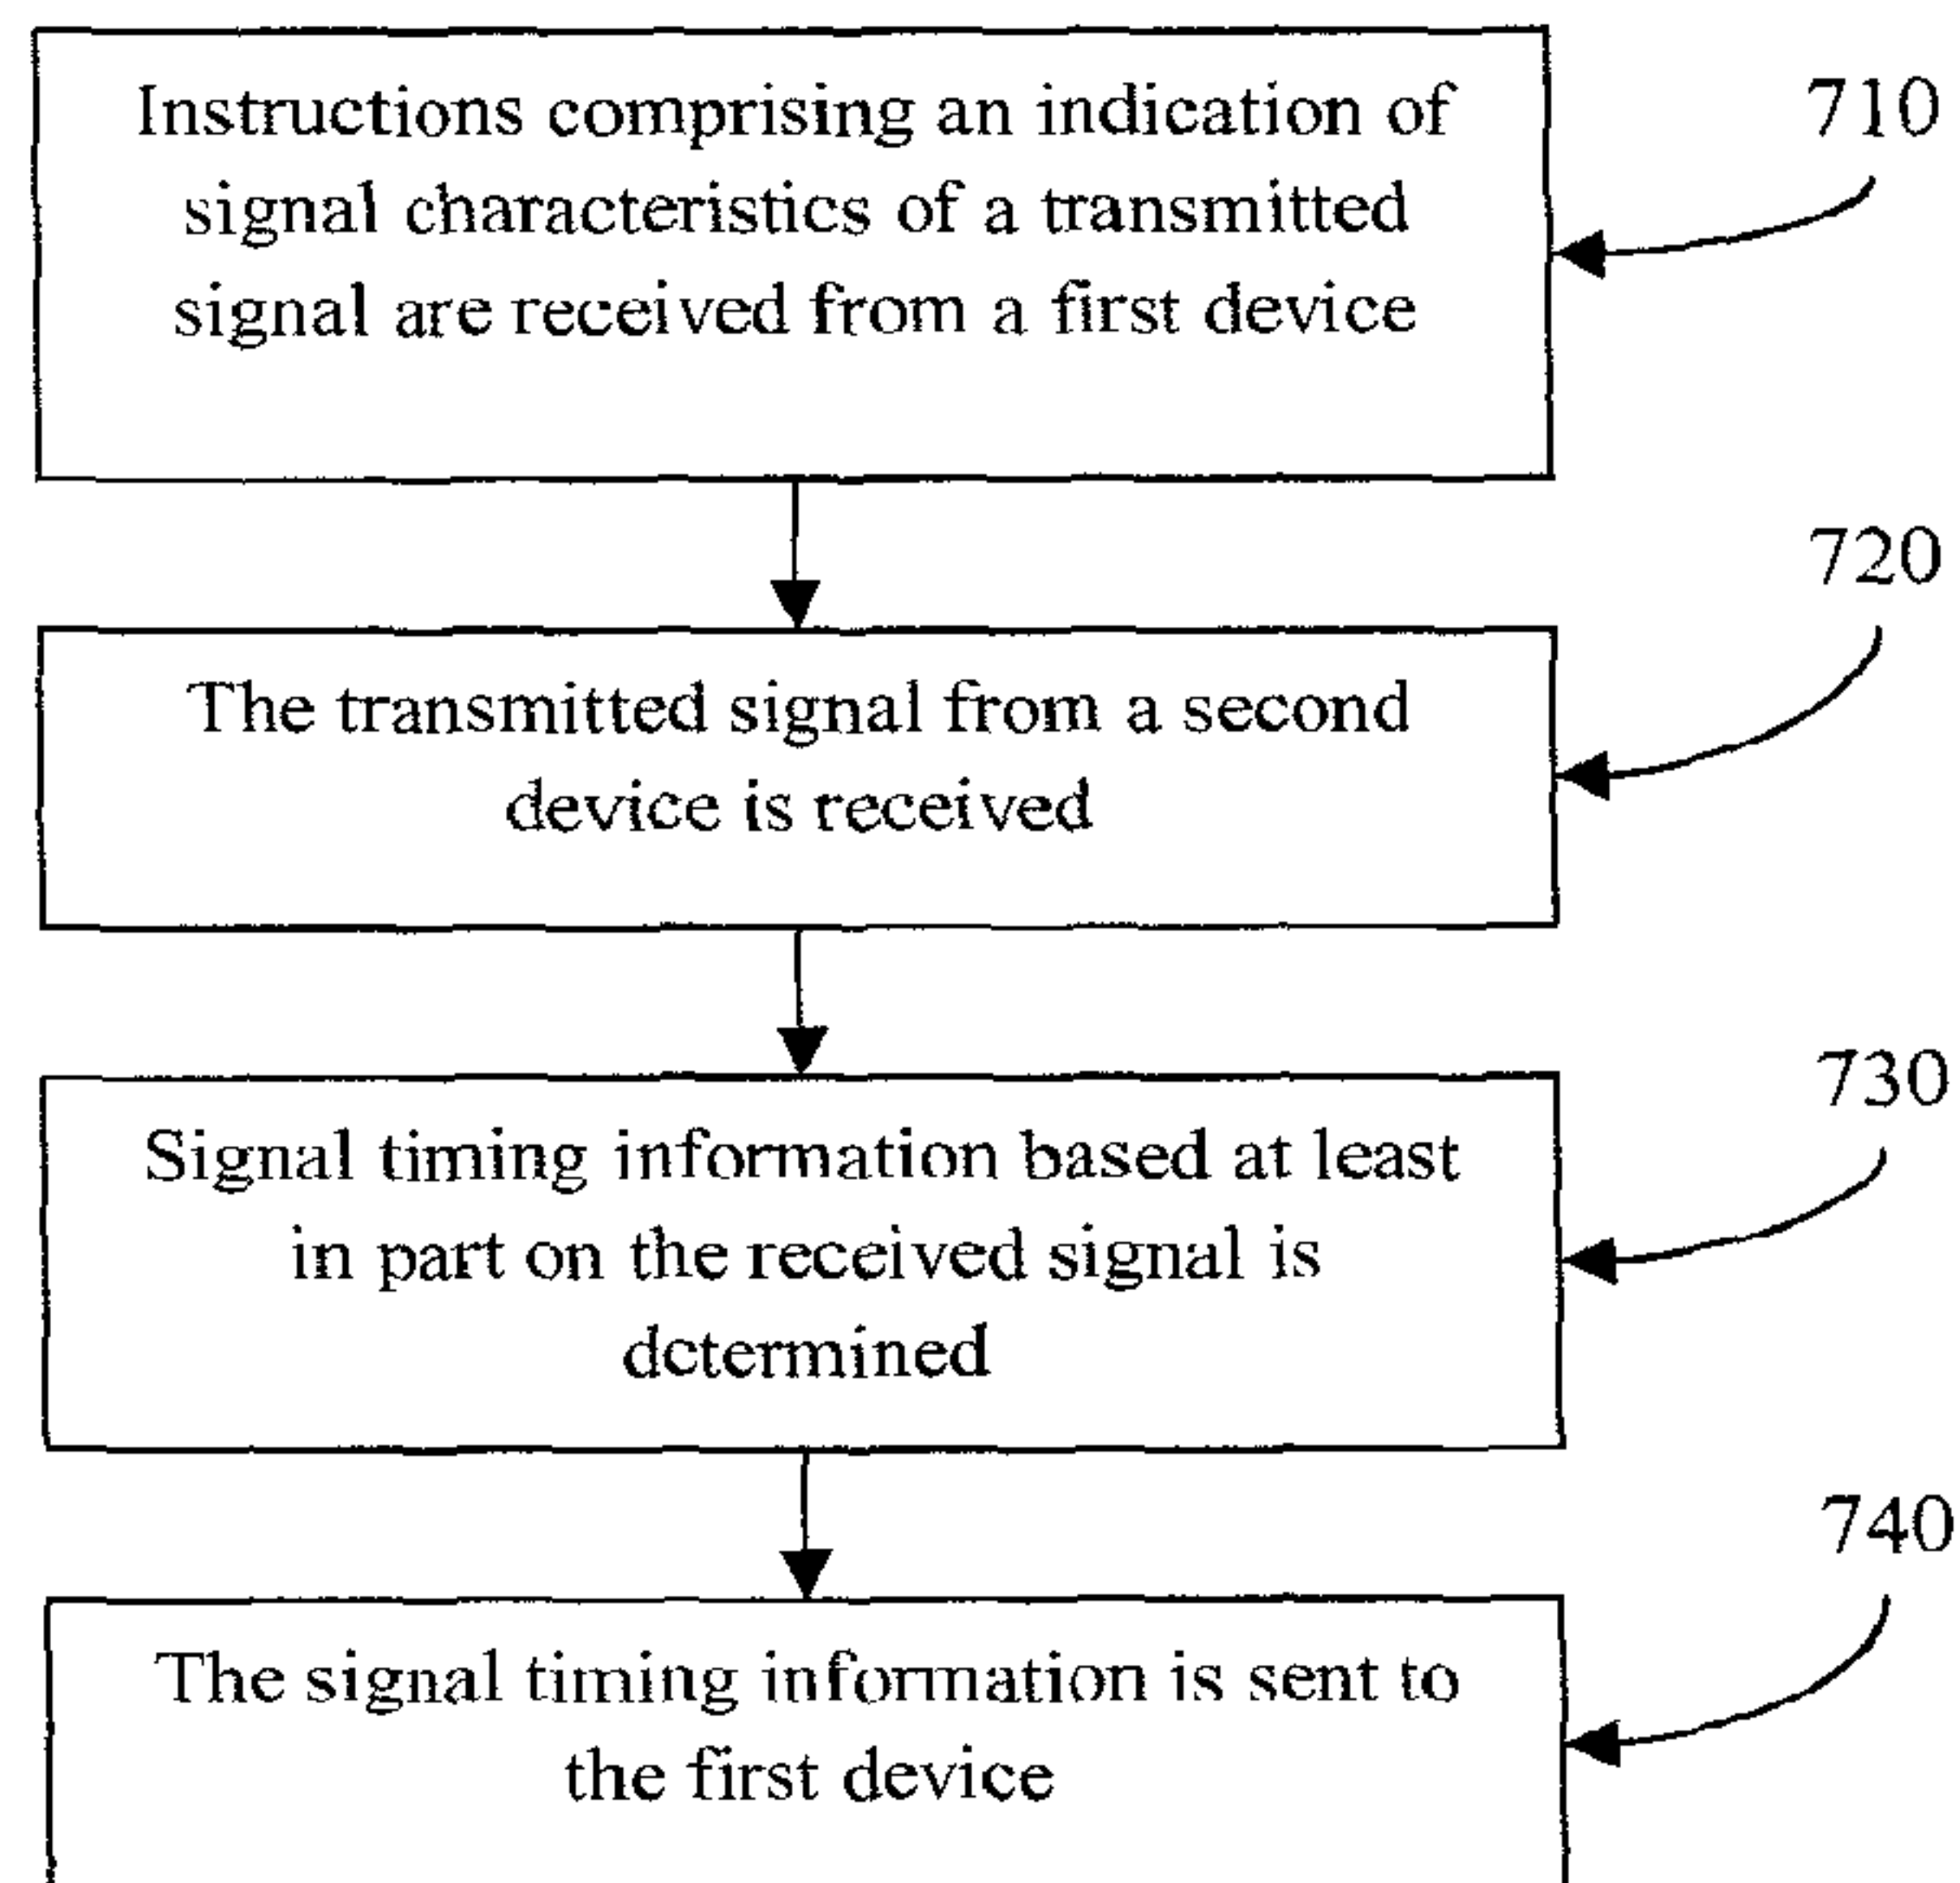 Instructions comprising an indication of
710
signal characteristics of a transmitted
signal are received from a first device
720
The transmitted signal from a second
device is received
730
Signal timing information based at least
in part on the received signal is
determined
740
The signal timing information is sent to
the first device